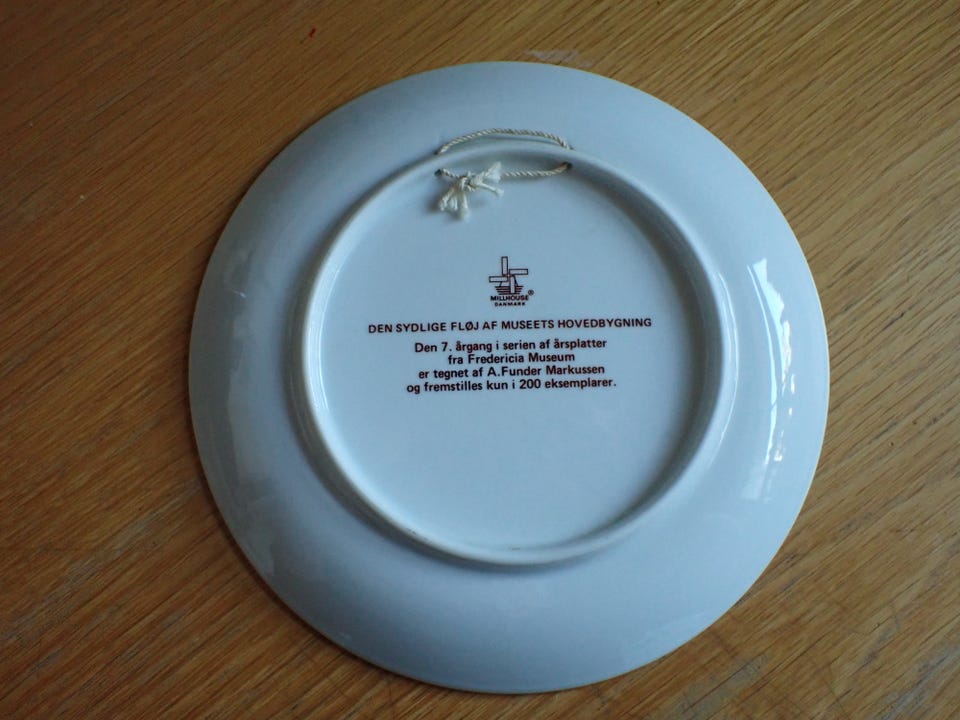 MILLHOUSE ®
DANMARK
DEN SYDLIGE FLØJ AF MUSEETS HOVEDBYGNING
Den 7. årgang i serien af årsplatter
fra Fredericia Museum
er tegnet af A.Funder Markussen
og fremstilles kun i 200 eksemplarer.